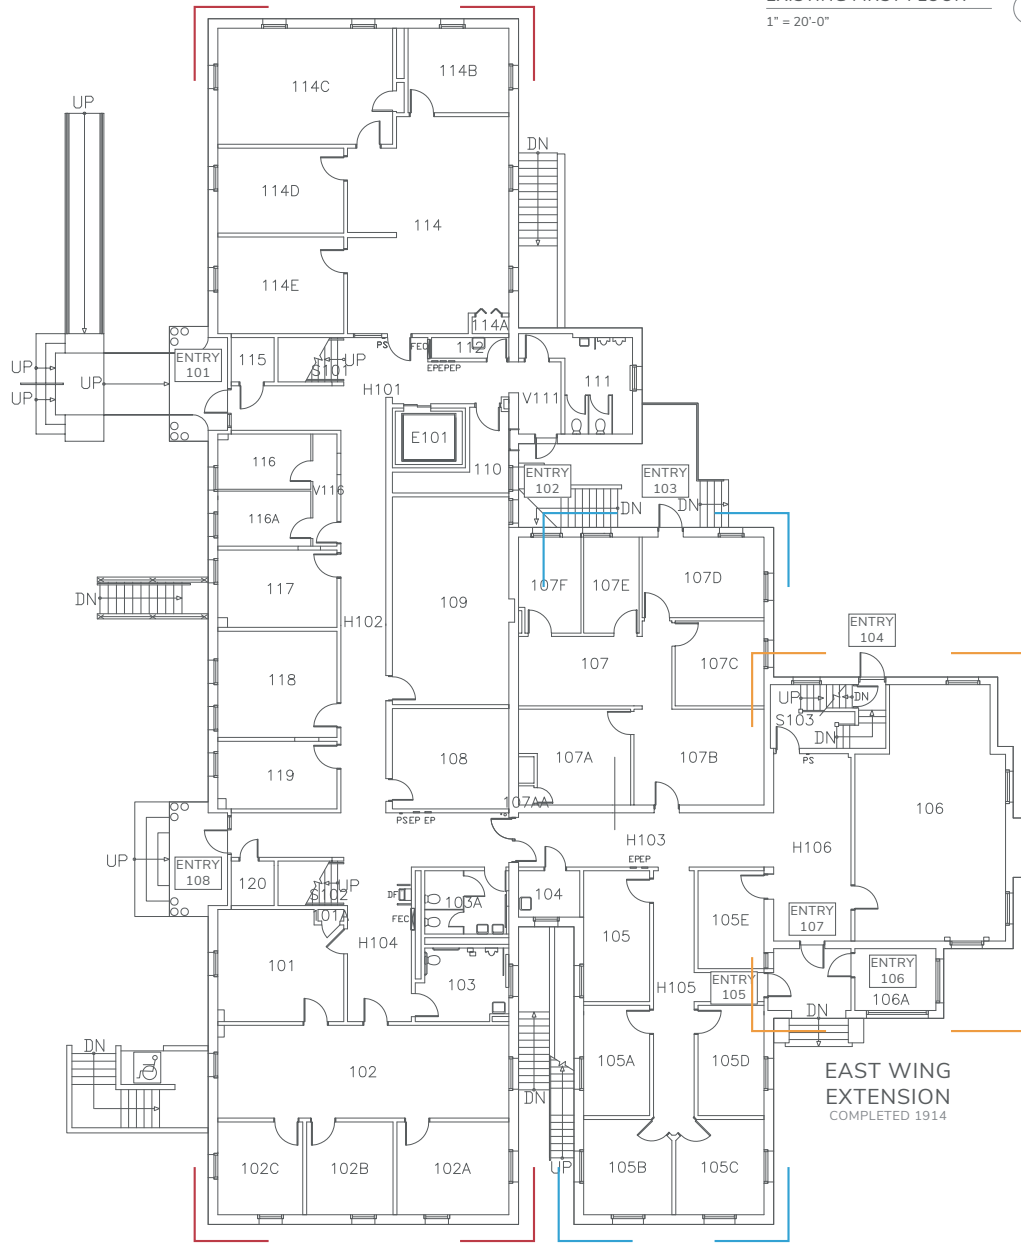 1" = 20'-0"
114C
114B
UP
DN
114D
114
114E
114A
PS
FEC
112
EPEPEP
ENTRY
101
115
S101
UP
UP
UP
UP
H101
111
V111
E101
110
116
V116
ENTRY
102
ENTRY
103
116A
DN
DN
117
107F
107E
107D
DN
109
H102
ENTRY
104
107
107C
118
UP
DN
S103
DN
107A
107B
108
119
PS
107AA
106
PSEP EP
H103
EPEP
H106
UP
ENTRY
108
120
S102
UP
DF
103A
104
101A
FEC
105
105E
ENTRY
107
101
H104
103
H105
ENTRY
105
ENTRY
106
106A
DN
DN
102
105A
105D
EAST WING
EXTENSION
COMPLETED 1914
DN
102C
102B
102A
UP
105B
105C